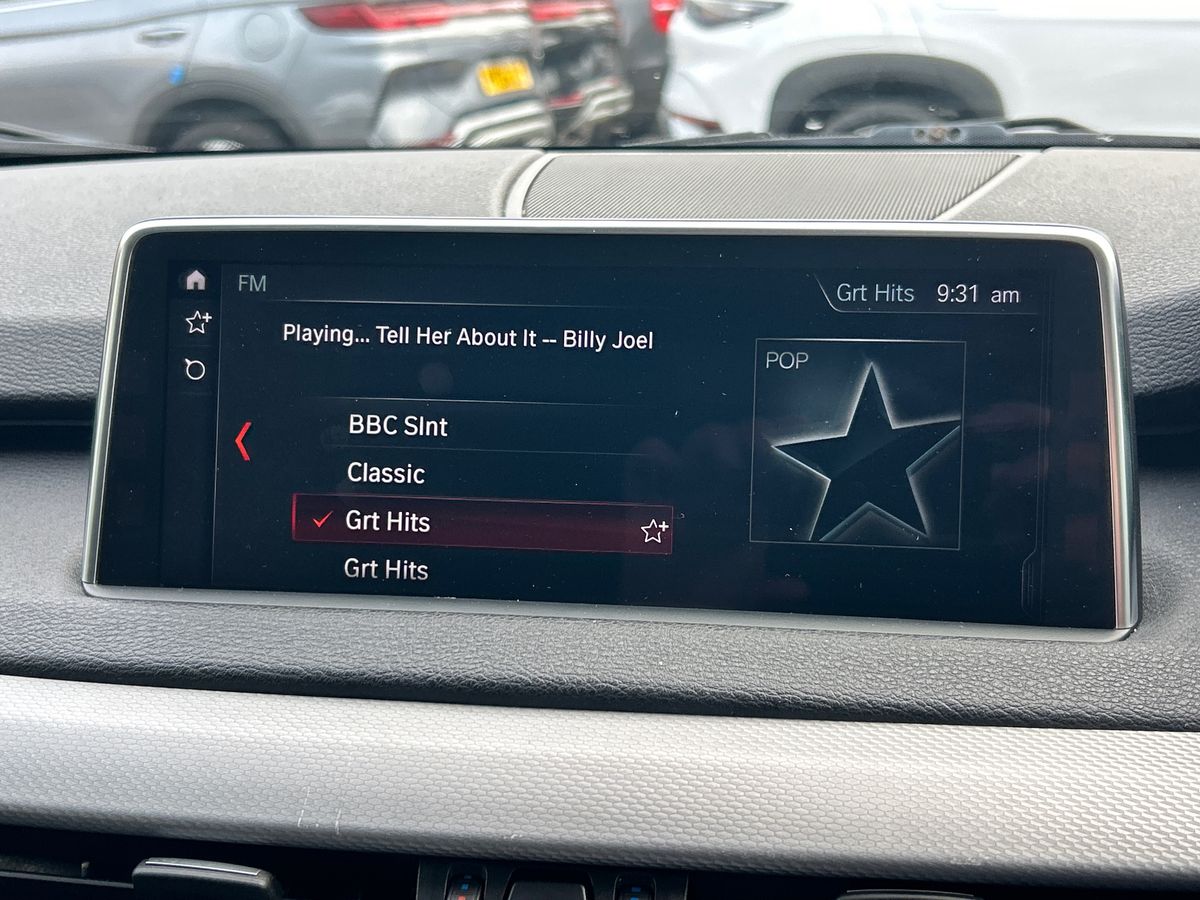 FM
Grt Hits 9:31 am
Playing... Tell Her About It -- Billy Joel
POP
BBC Slnt
Classic
Grt Hits
Grt Hits